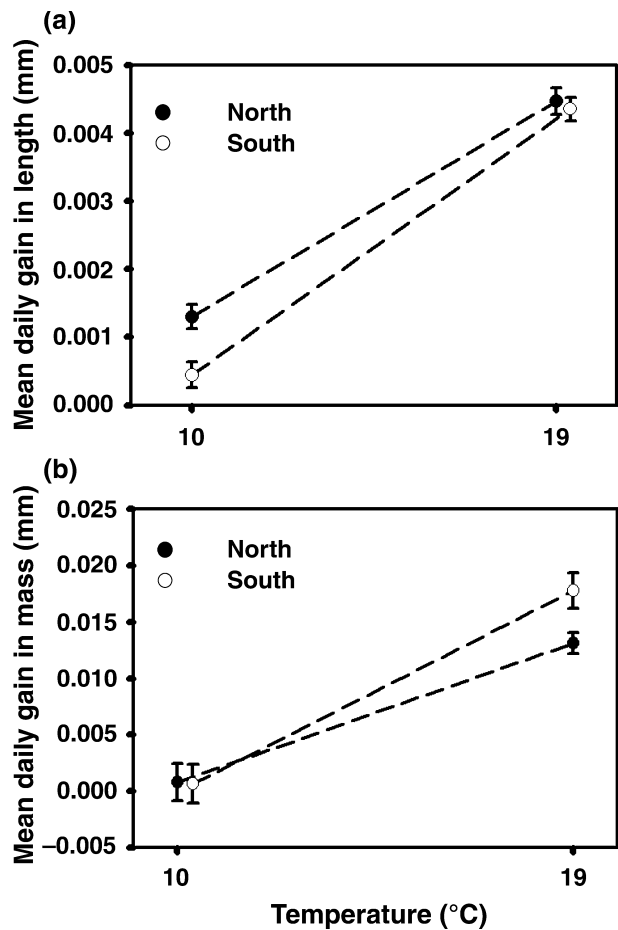 (a)
Mean daily gain in length (mm)
0.005
0.004
0.003
0.002
0.001
0.000
North
South
10 19
(b)
Mean daily gain in mass (mm)
0.025
0.020
0.015
0.010
0.005
0.000
−0.005
North
South
10 19
Temperature (°C)